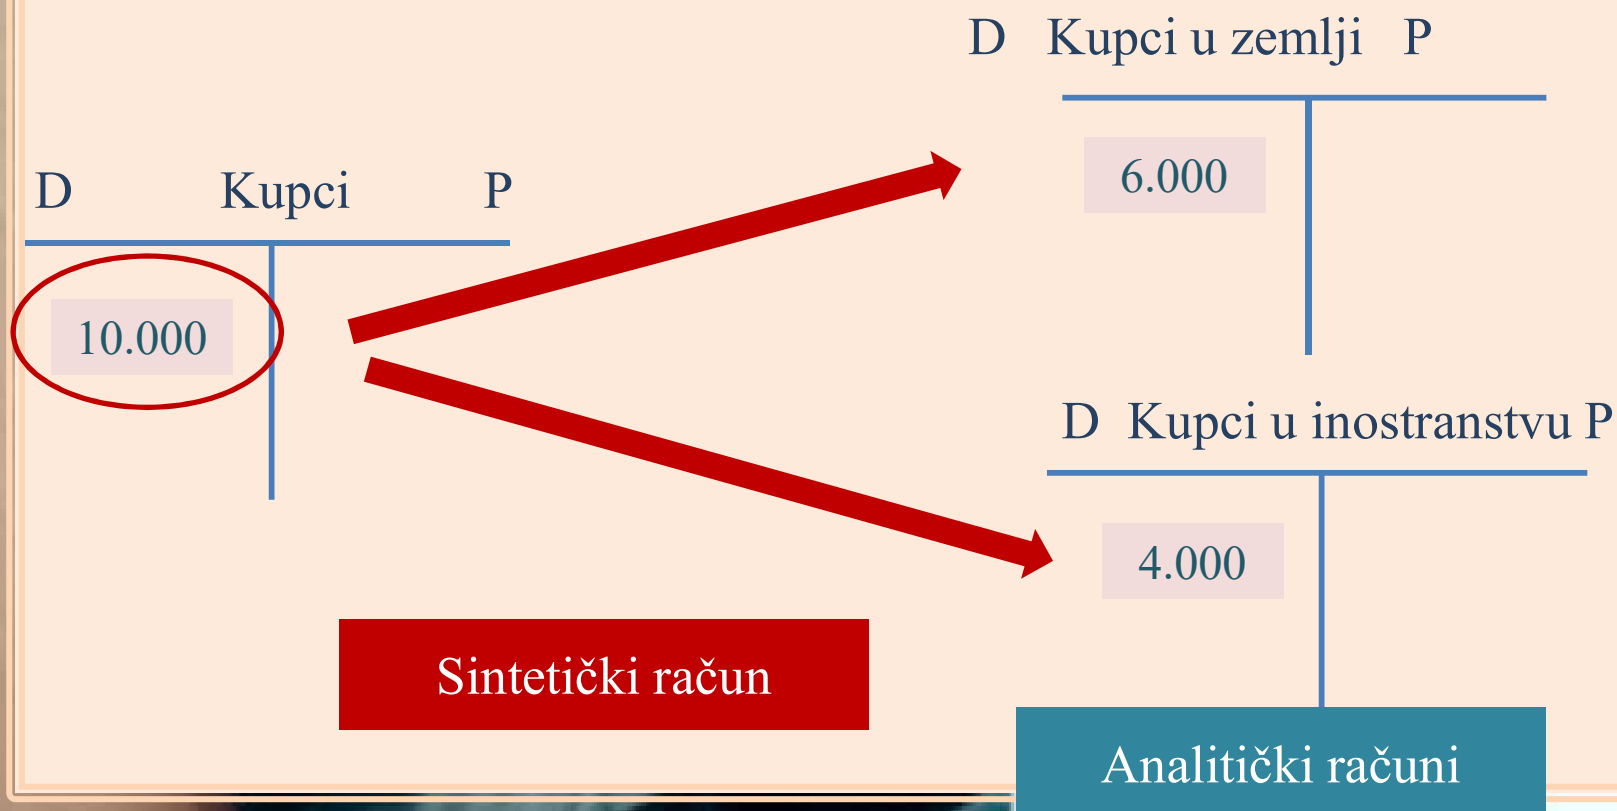 D Kupci u zemlji P
6.000
D Kupci P
10.000
D Kupci u inostranstvu P
4.000
Sintetički račun
Analitički računi